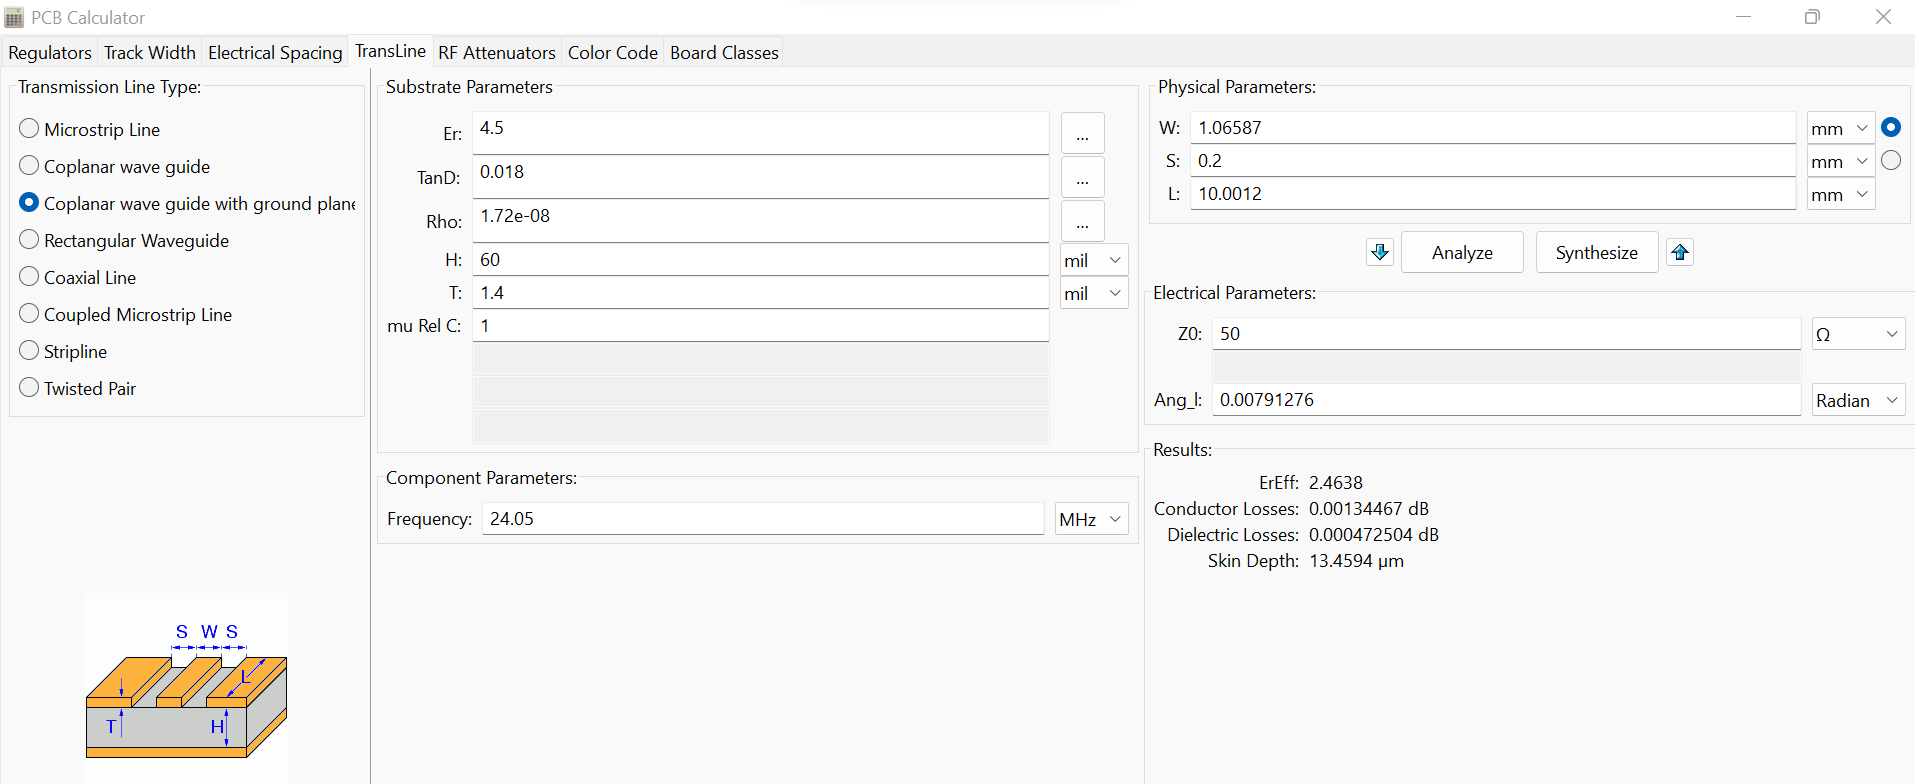 PCB Calculator
Regulators Track Width Electrical Spacing TransLine RF Attenuators Color Code Board Classes
Transmission Line Type:
Microstrip Line
Coplanar wave guide
Coplanar wave guide with ground plane
Rectangular Waveguide
Coaxial Line
Coupled Microstrip Line
Stripline
Twisted Pair
S W S
L
T H
Substrate Parameters
Er: 4.5 ...
TanD: 0.018 ...
Rho: 1.72e-08 ...
H: 60 mil
T: 1.4 mil
mu Rel C: 1
Component Parameters:
Frequency: 24.05 MHz
Physical Parameters:
W: 1.06587 mm
S: 0.2 mm
L: 10.0012 mm
Analyze Synthesize
Electrical Parameters:
Z0: 50 Ω
Ang_l: 0.00791276 Radian
Results:
ErEff: 2.4638
Conductor Losses: 0.00134467 dB
Dielectric Losses: 0.000472504 dB
Skin Depth: 13.4594 µm